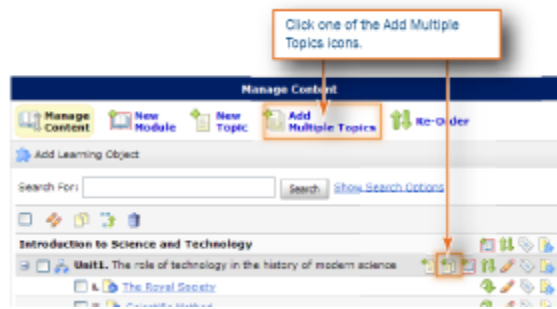 Click one of the Add Multiple
Topics icons.
Manage Content
Manage Content
New Module
New Topic
Add Multiple Topics
Re-Order
Add Learning Object
Search For:
Search
Show Search Options
Introduction to Science and Technology
Unit1. The role of technology in the history of modern science
The Royal Society
Scientific Method